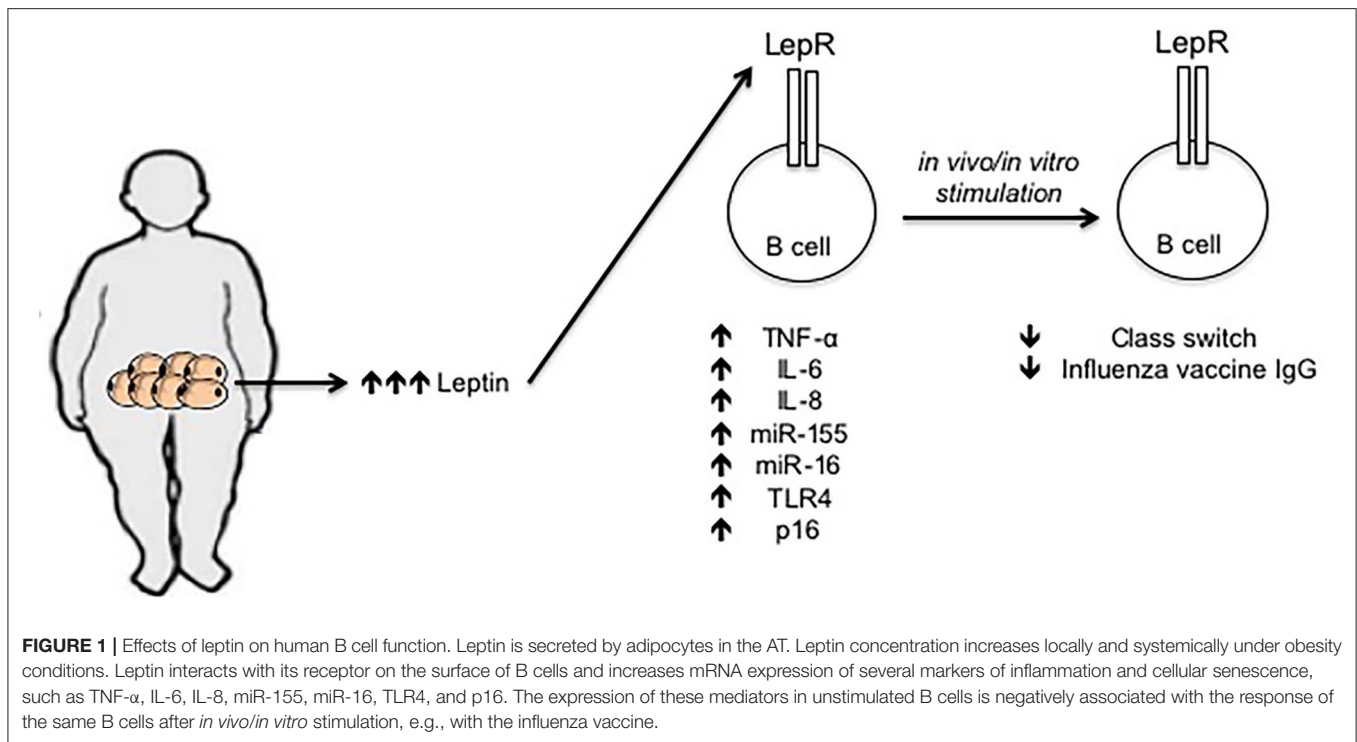 LepR
LepR
in vivo/in vitro
stimulation
B cell
B cell
↑↑↑ Leptin
↑ TNF-α
↑ IL-6
↑ IL-8
↑ miR-155
↑ miR-16
↑ TLR4
↑ p16
↓ Class switch
↓ Influenza vaccine IgG
FIGURE 1 | Effects of leptin on human B cell function. Leptin is secreted by adipocytes in the AT. Leptin concentration increases locally and systemically under obesity
conditions. Leptin interacts with its receptor on the surface of B cells and increases mRNA expression of several markers of inflammation and cellular senescence,
such as TNF-α, IL-6, IL-8, miR-155, miR-16, TLR4, and p16. The expression of these mediators in unstimulated B cells is negatively associated with the response of
the same B cells after in vivo/in vitro stimulation, e.g., with the influenza vaccine.